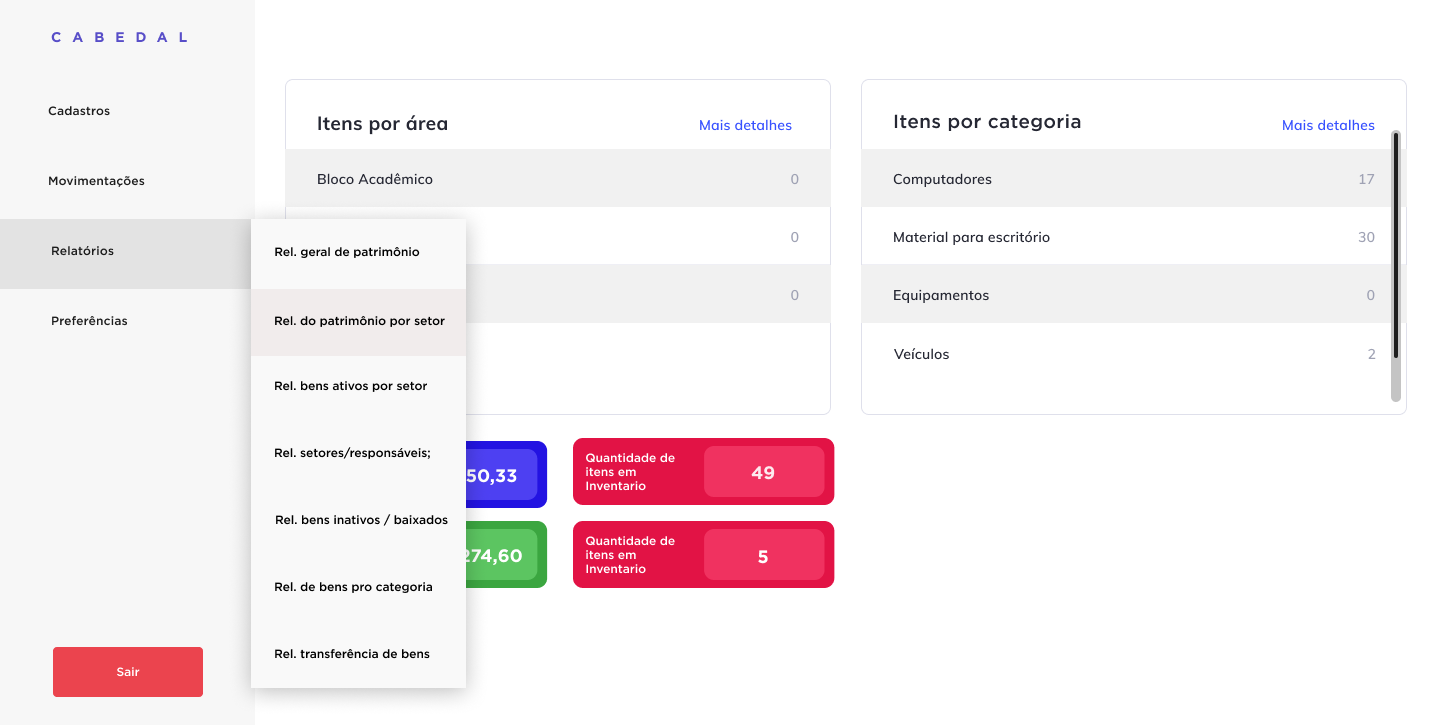 C A B E D A L
Cadastros
Movimentações
Relatórios
Preferências
Sair
Rel. geral de patrimônio
Rel. do patrimônio por setor
Rel. bens ativos por setor
Rel. setores/responsáveis;
Rel. bens inativos / baixados
Rel. de bens pro categoria
Rel. transferência de bens
Itens por área
Mais detalhes
Bloco Acadêmico 0
0
0
Itens por categoria
Mais detalhes
Computadores 17
Material para escritório 30
Equipamentos 0
Veículos 2
50,33
Quantidade de
itens em
Inventario
49
274,60
Quantidade de
itens em
Inventario
5